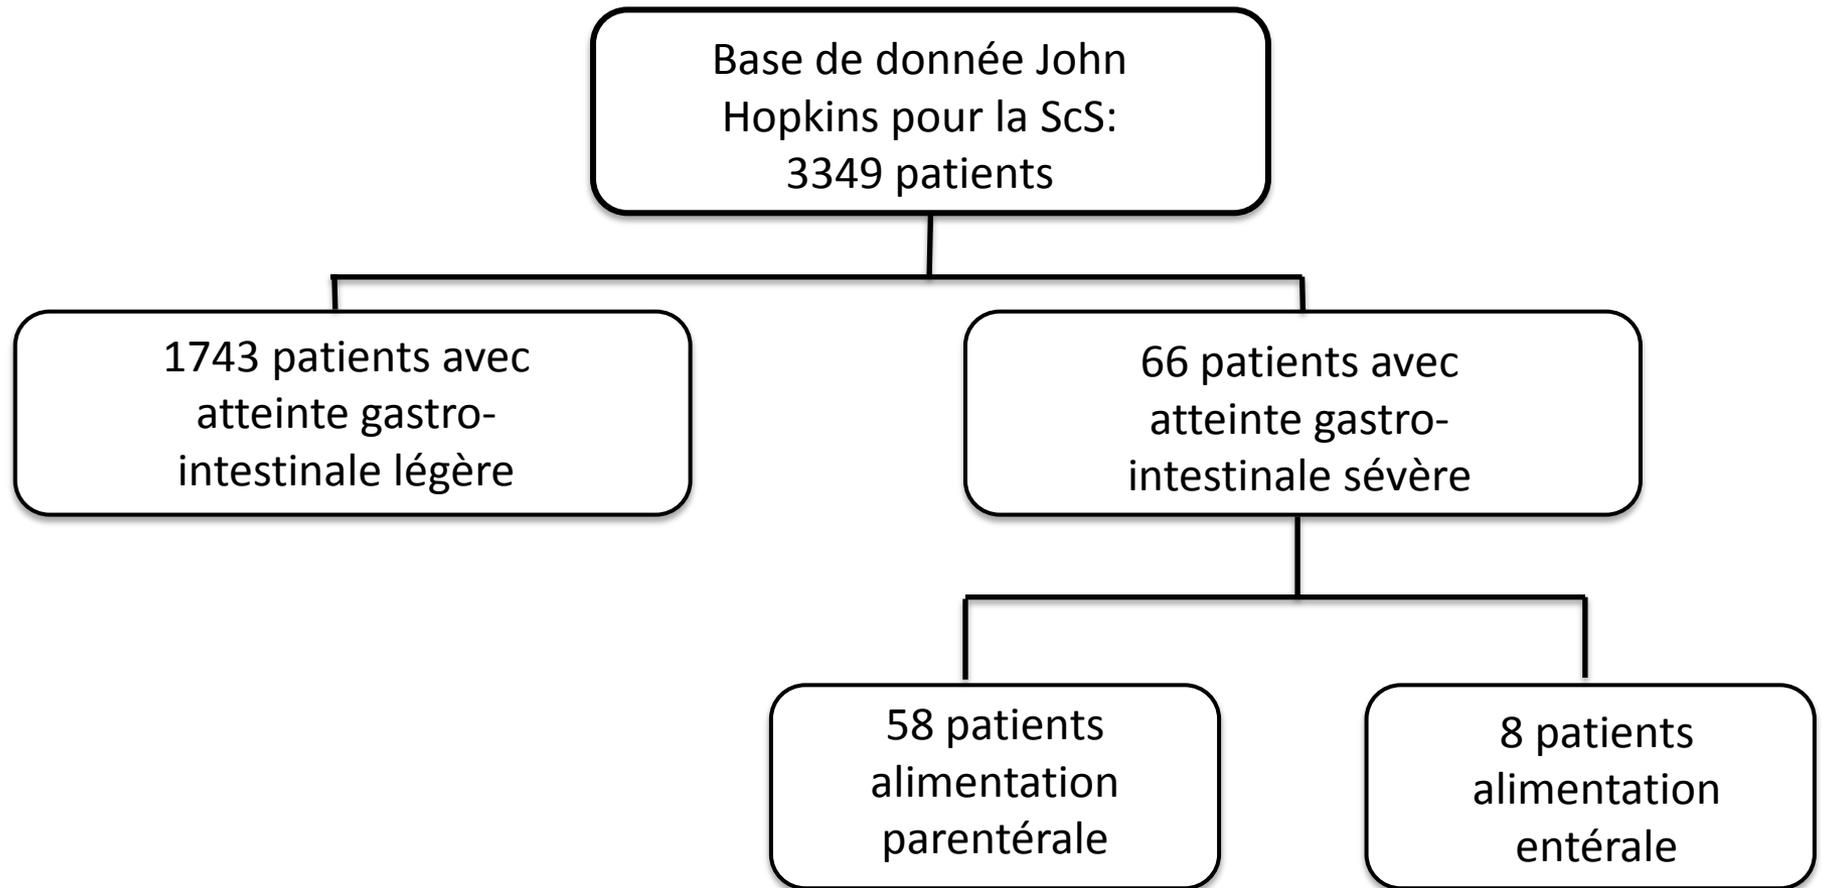 Base de donnée John
Hopkins pour la ScS:
3349 patients
1743 patients avec
atteinte gastro-
intestinale légère
66 patients avec
atteinte gastro-
intestinale sévère
58 patients
alimentation
parentérale
8 patients
alimentation
entérale